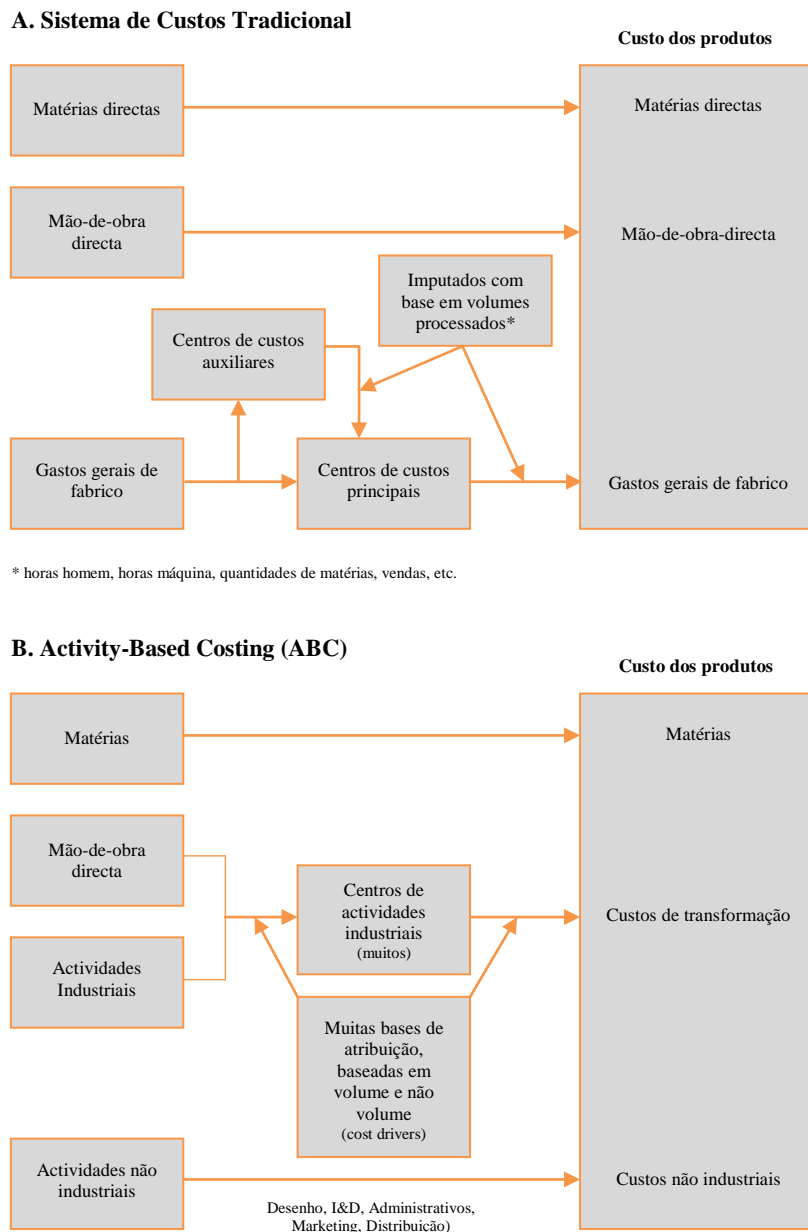 A. Sistema de Custos Tradicional
Custo dos produtos
Matérias directas
Matérias directas
Mão-de-obra
directa
Mão-de-obra-directa
Imputados com
base em volumes
processados*
Centros de custos
auxiliares
Gastos gerais de
fabrico
Centros de custos
principais
Gastos gerais de fabrico
* horas homem, horas máquina, quantidades de matérias, vendas, etc.
B. Activity-Based Costing (ABC)
Custo dos produtos
Matérias
Matérias
Mão-de-obra
directa
Centros de
actividades
industriais
(muitos)
Custos de transformação
Actividades
Industriais
Muitas bases de
atribuição,
baseadas em
volume e não
volume
(cost drivers)
Actividades não
industriais
Custos não industriais
Desenho, I&D, Administrativos,
Marketing, Distribuição)